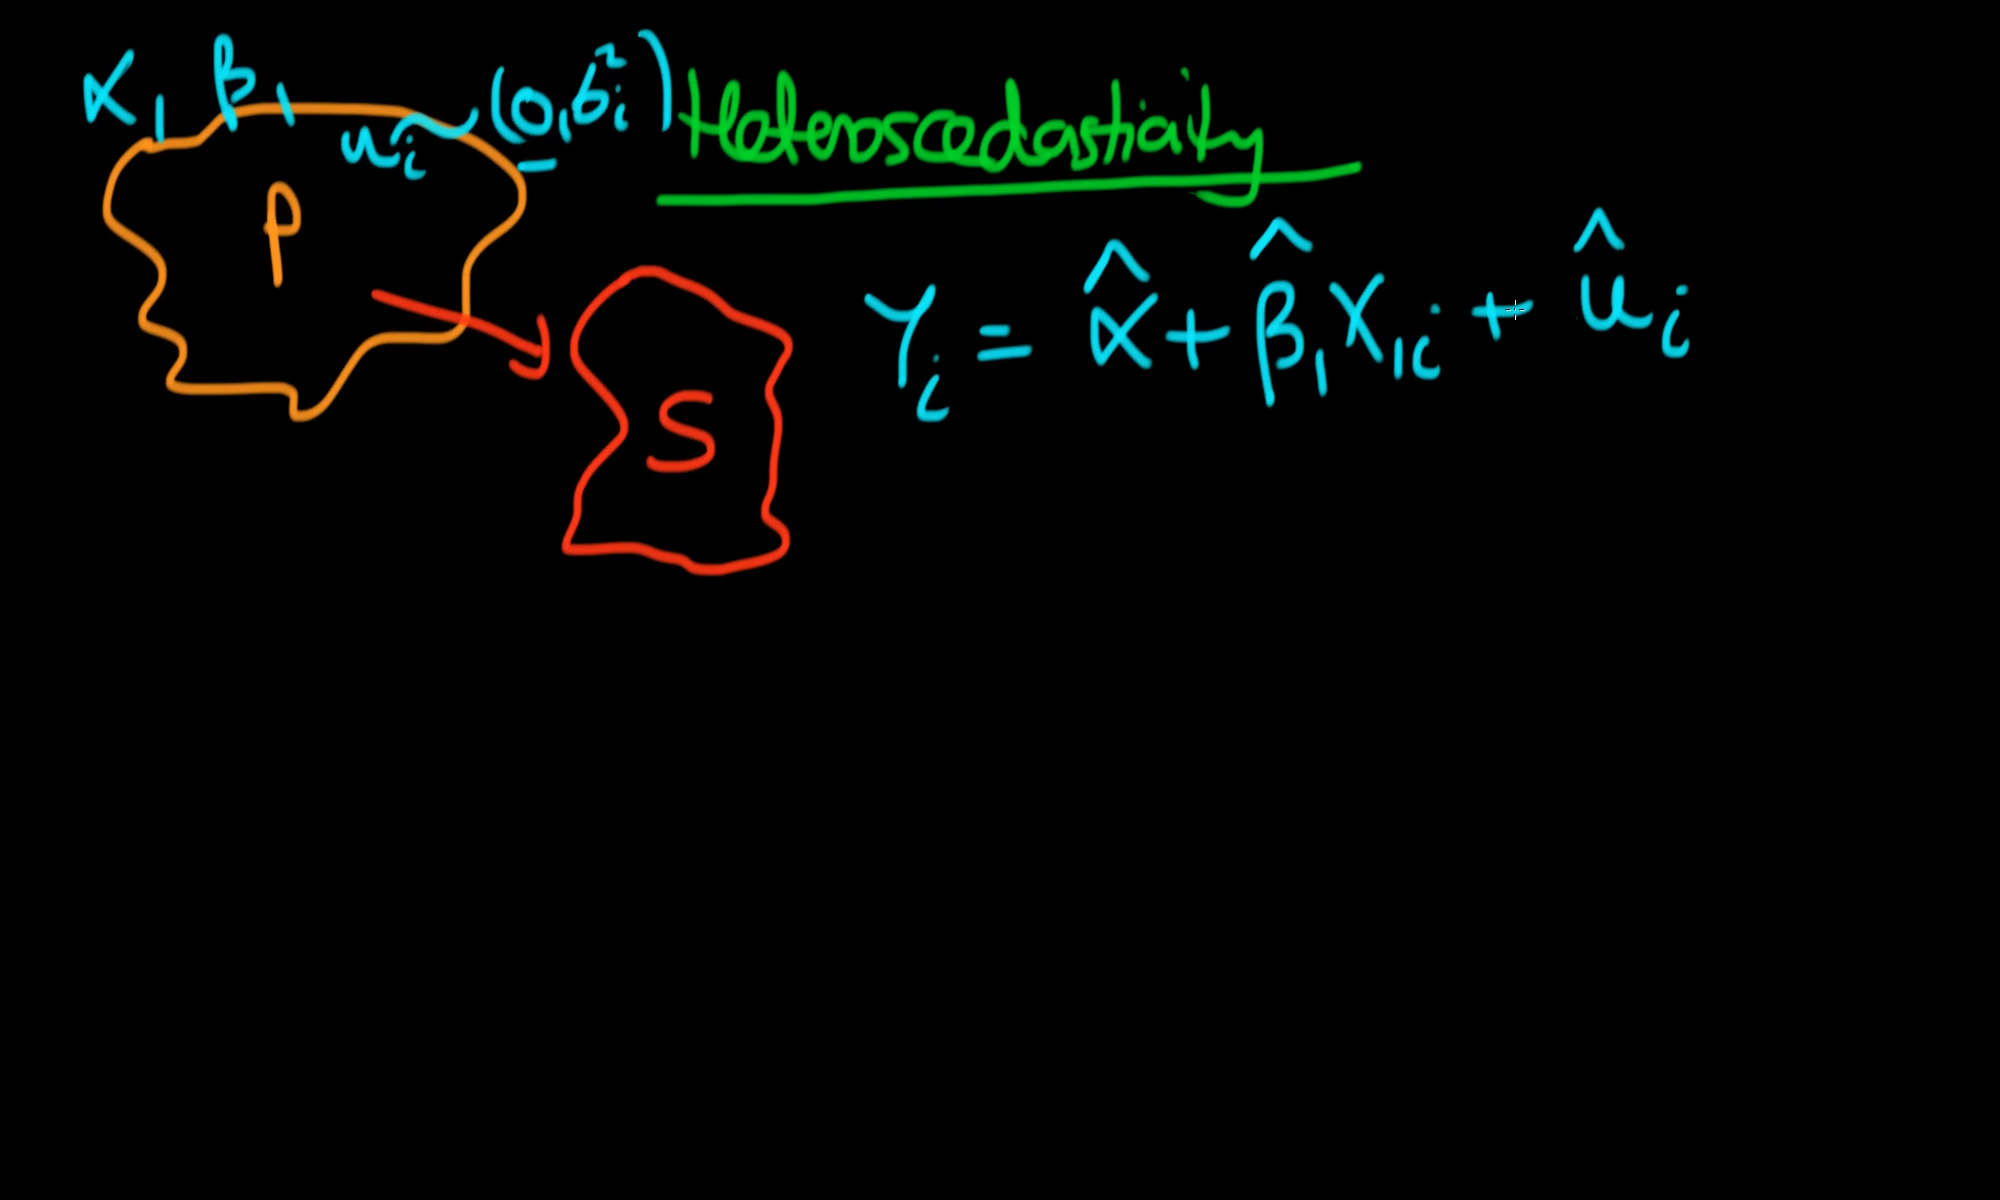 α, β, uᵢ ~ (0, σᵢ²) Heteroscedasticity
P
Yᵢ = α̂ + β̂₁X₁ᵢ + ûᵢ
S